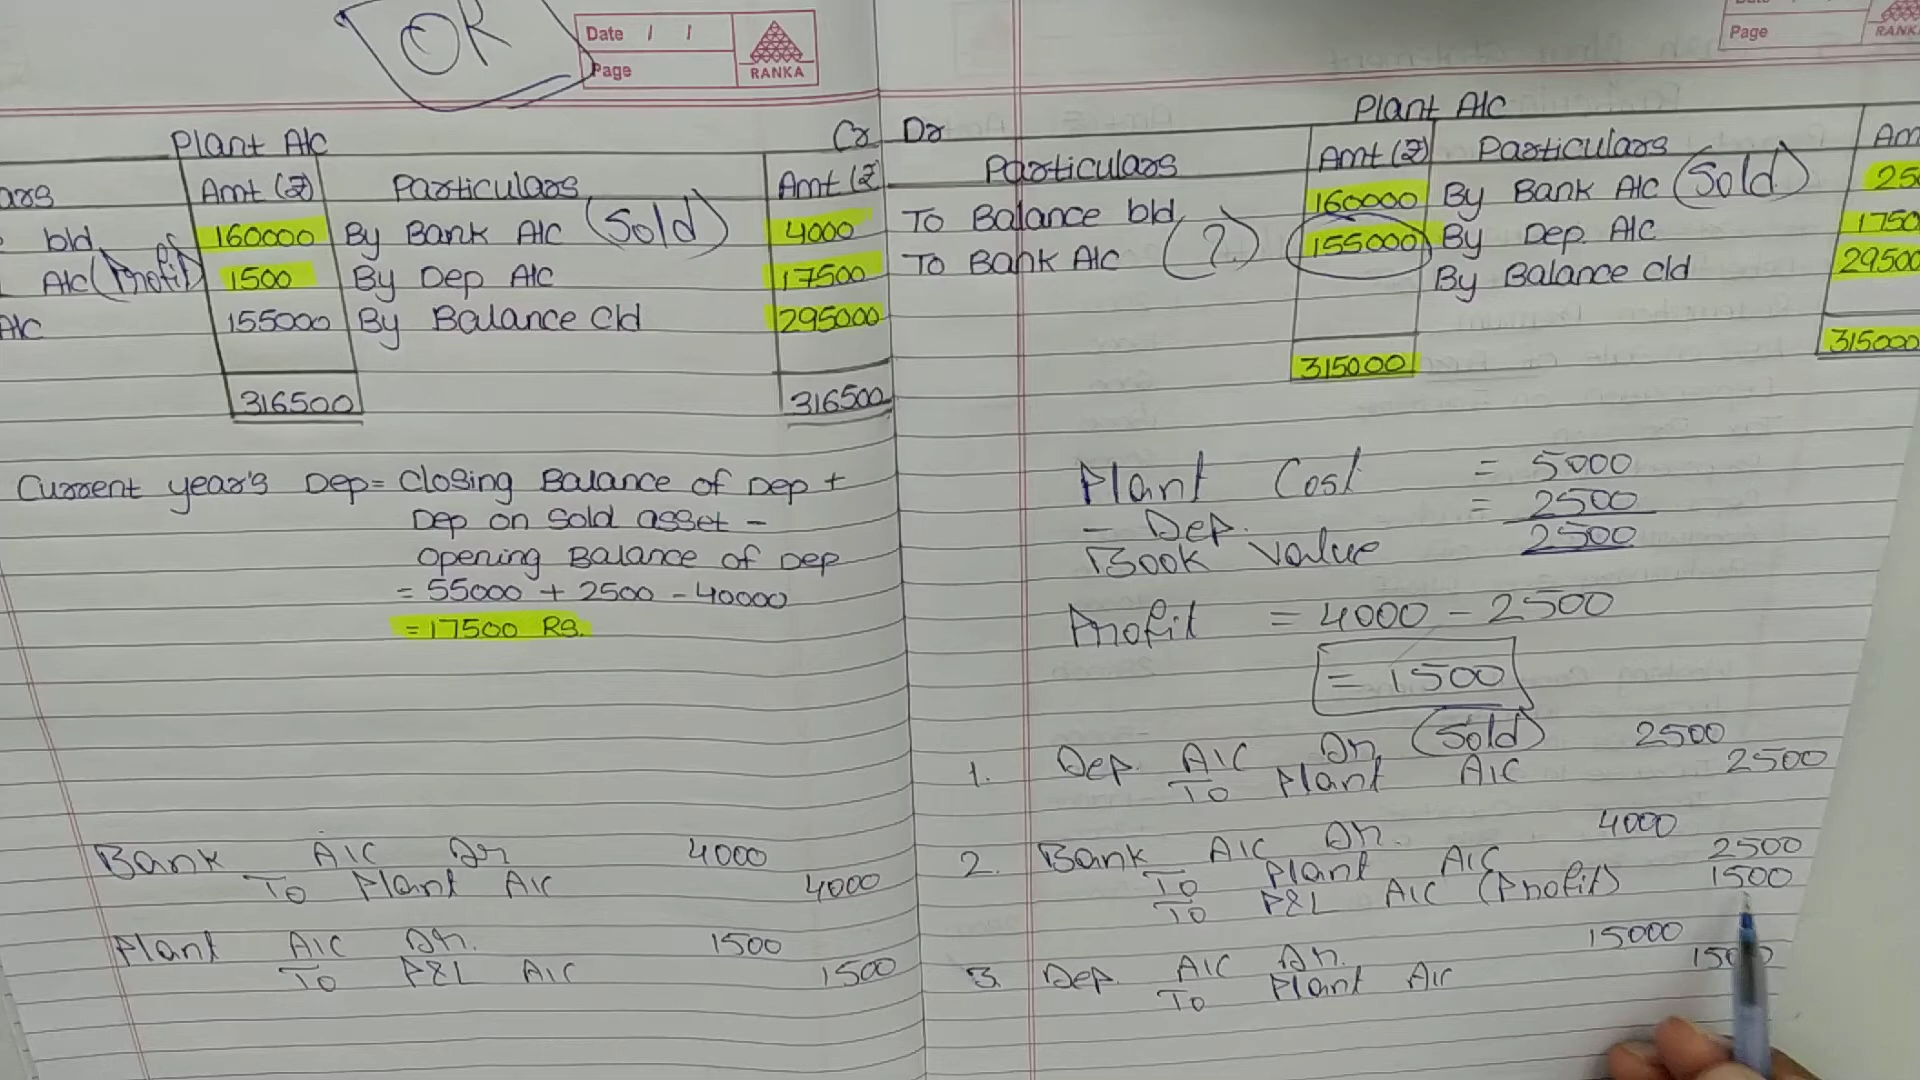 OK
Date / /
Page
RANKA
Page
RANKA
Plant A/c
Cr
Amt (₹)
Particulars
Amt (₹
b/d
160000
By Bank A/c (Sold)
4000
A/c (Profit)
1500
By Dep A/c
17500
A/c
155000
By Balance C/d
295000
316500
316500
Current year's Dep = Closing Balance of Dep +
Dep on Sold asset -
Opening Balance of Dep
= 55000 + 2500 - 40000
= 17500 RS.
Bank A/c Dr 4000
To Plant A/c 4000
Plant A/c Dr. 1500
To P&L A/c 1500
Plant A/c
Dr
Particulars
Amt (₹)
Particulars
Am
To Balance b/d
160000
By Bank A/c (Sold)
25
To Bank A/c (?)
155000
By Dep. A/c
1750
By Balance C/d
29500
315000
315000
Plant Cost = 5000
- Dep. = 2500
Book Value 2500
Profit = 4000 - 2500
= 1500
1. Dep. A/c Dr. (Sold) 2500
To Plant A/c 2500
2. Bank A/c Dr. 4000
To Plant A/c 2500
To P&L A/c (Profit) 1500
3. Dep. A/c Dr. 15000
To Plant A/c